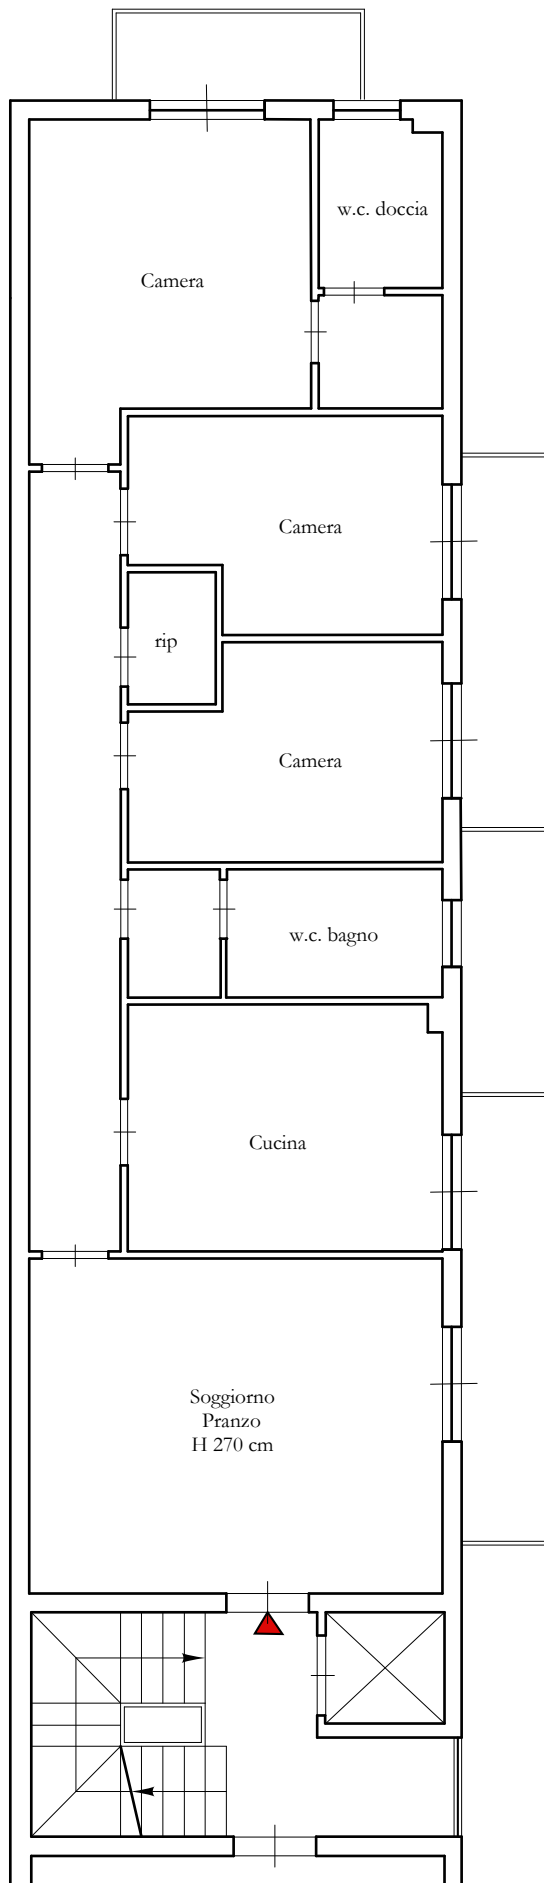 w.c. doccia
Camera
Camera
rip
Camera
w.c. bagno
Cucina
Soggiorno
Pranzo
H 270 cm